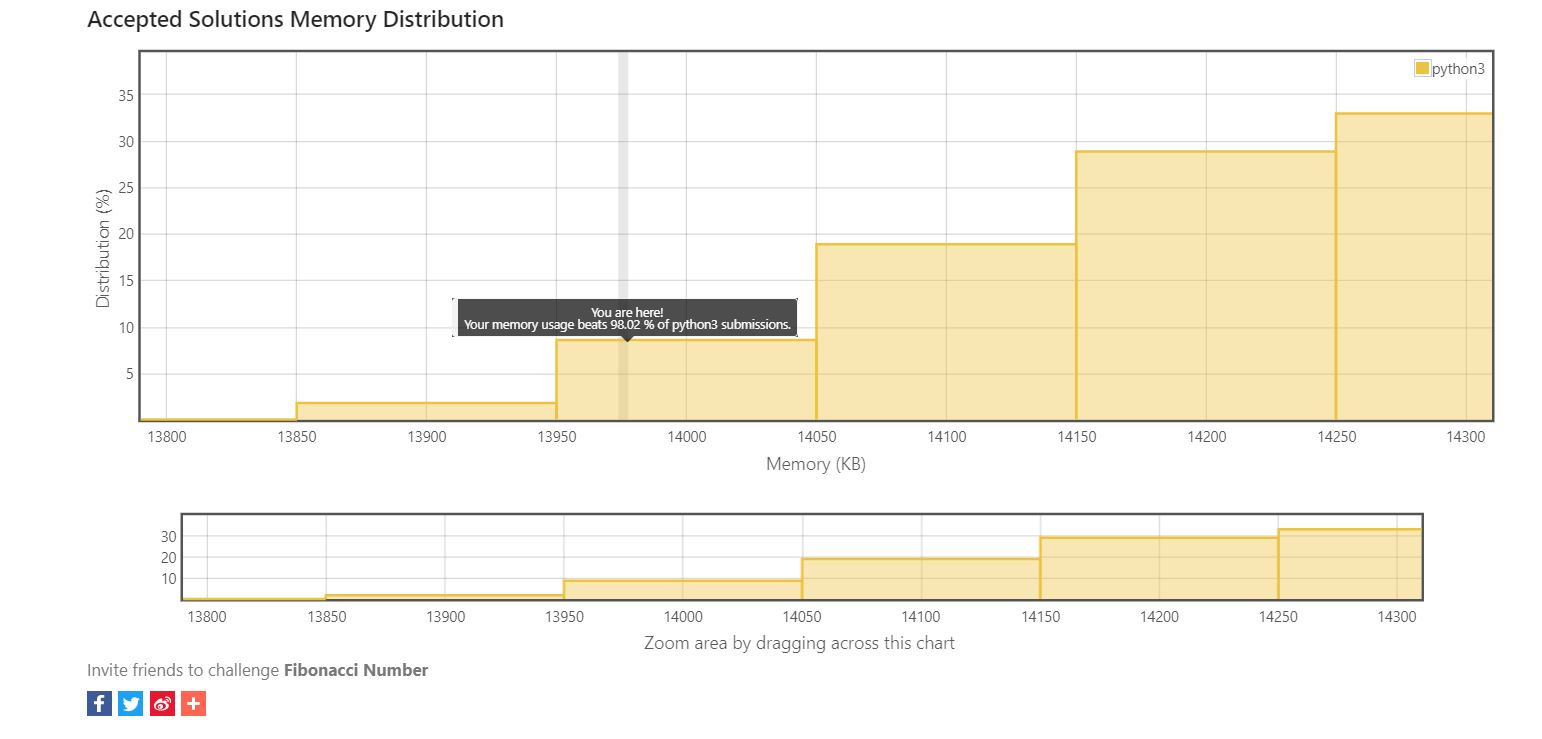 Accepted Solutions Memory Distribution
python3
35
30
25
20
15
10
5
Distribution (%)
You are here!
Your memory usage beats 98.02 % of python3 submissions.
13800 13850 13900 13950 14000 14050 14100 14150 14200 14250 14300
Memory (KB)
30
20
10
13800 13850 13900 13950 14000 14050 14100 14150 14200 14250 14300
Zoom area by dragging across this chart
Invite friends to challenge Fibonacci Number